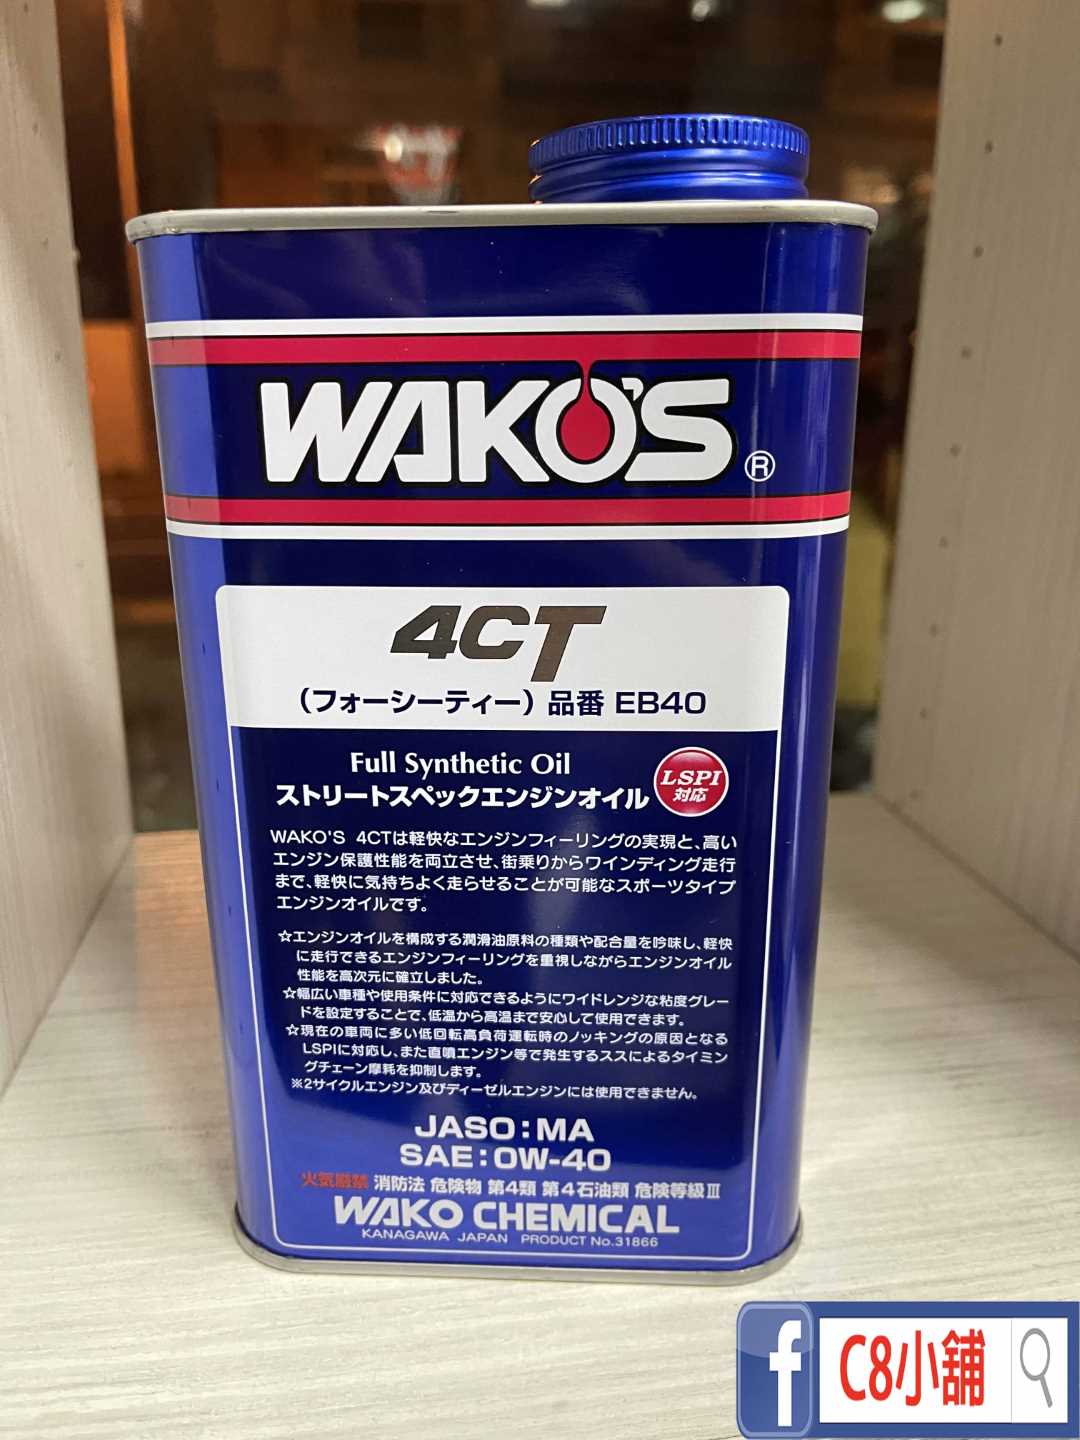 WAKO'S®
4CT
(フォーシーティー) 品番 EB40
Full Synthetic Oil
ストリートスペックエンジンオイル
LSPI
対応
WAKO'S 4CTは軽快なエンジンフィーリングの実現と、高い
エンジン保護性能を両立させ、街乗りからワインディング走行
まで、軽快に気持ちよく走らせることが可能なスポーツタイプ
エンジンオイルです。
☆エンジンオイルを構成する潤滑油原料の種類や配合量を吟味し、軽快
に走行できるエンジンフィーリングを重視しながらエンジンオイル
性能を高次元に確立しました。
☆幅広い車種や使用条件に対応できるようにワイドレンジな粘度グレー
ドを設定することで、低温から高温まで安心して使用できます。
☆現在の車両に多い低回転高負荷運転時のノッキングの原因となる
LSPIに対応し、また直噴エンジン等で発生するススによるタイミン
グチェーン摩耗を抑制します。
※2サイクルエンジン及びディーゼルエンジンには使用できません。
JASO:MA
SAE:0W-40
火気厳禁 消防法 危険物 第4類 第4石油類 危険等級Ⅲ
WAKO CHEMICAL
KANAGAWA JAPAN PRODUCT No.31866
f C8小舖